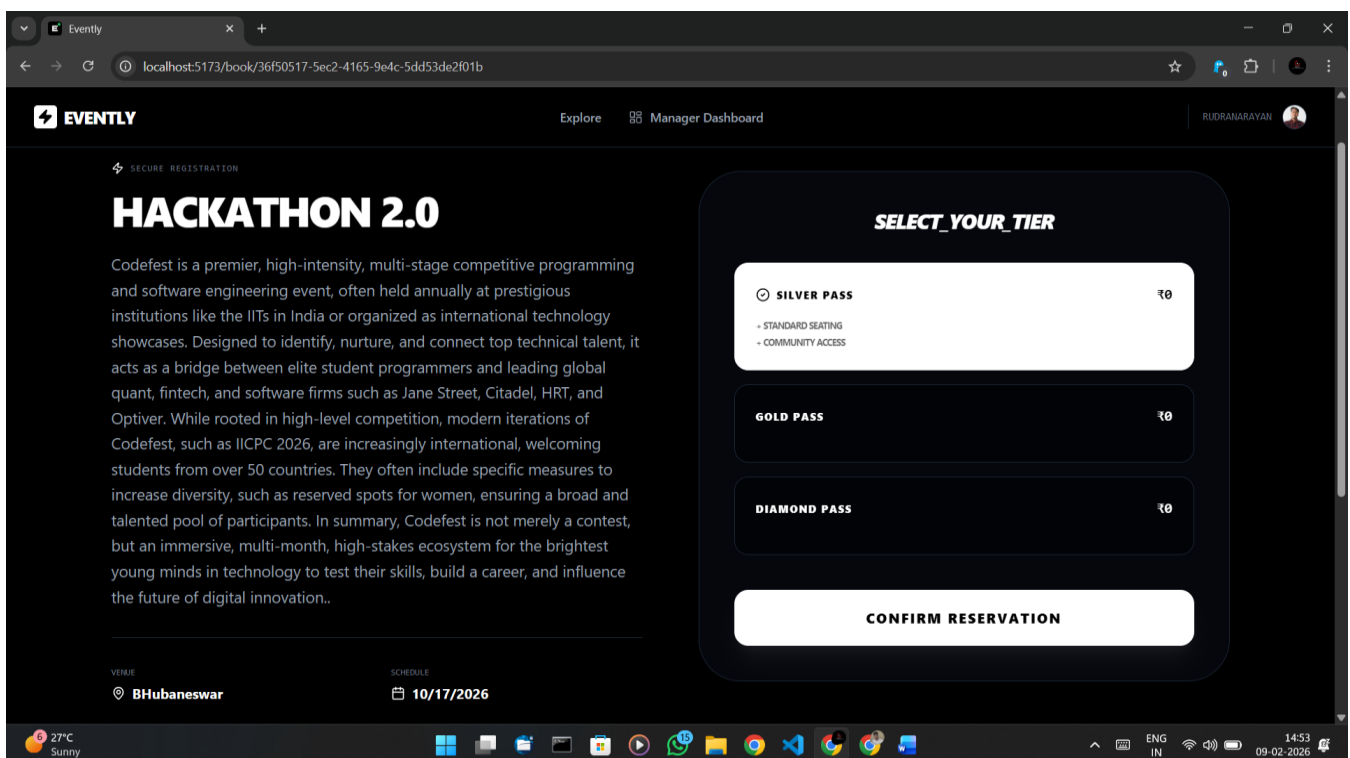 Evently
localhost:5173/book/36f50517-5ec2-4165-9e4c-5dd53de2f01b
0
EVENTLY
Explore
Manager Dashboard
RUDRANARAYAN
SECURE REGISTRATION
HACKATHON 2.0
Codefest is a premier, high-intensity, multi-stage competitive programming
and software engineering event, often held annually at prestigious
institutions like the IITs in India or organized as international technology
showcases. Designed to identify, nurture, and connect top technical talent, it
acts as a bridge between elite student programmers and leading global
quant, fintech, and software firms such as Jane Street, Citadel, HRT, and
Optiver. While rooted in high-level competition, modern iterations of
Codefest, such as IICPC 2026, are increasingly international, welcoming
students from over 50 countries. They often include specific measures to
increase diversity, such as reserved spots for women, ensuring a broad and
talented pool of participants. In summary, Codefest is not merely a contest,
but an immersive, multi-month, high-stakes ecosystem for the brightest
young minds in technology to test their skills, build a career, and influence
the future of digital innovation..
VENUE
BHubaneswar
SCHEDULE
10/17/2026
SELECT_YOUR_TIER
SILVER PASS ₹0
+ STANDARD SEATING
+ COMMUNITY ACCESS
GOLD PASS ₹0
DIAMOND PASS ₹0
CONFIRM RESERVATION
6
27°C
Sunny
15
ENG
IN
14:53
09-02-2026